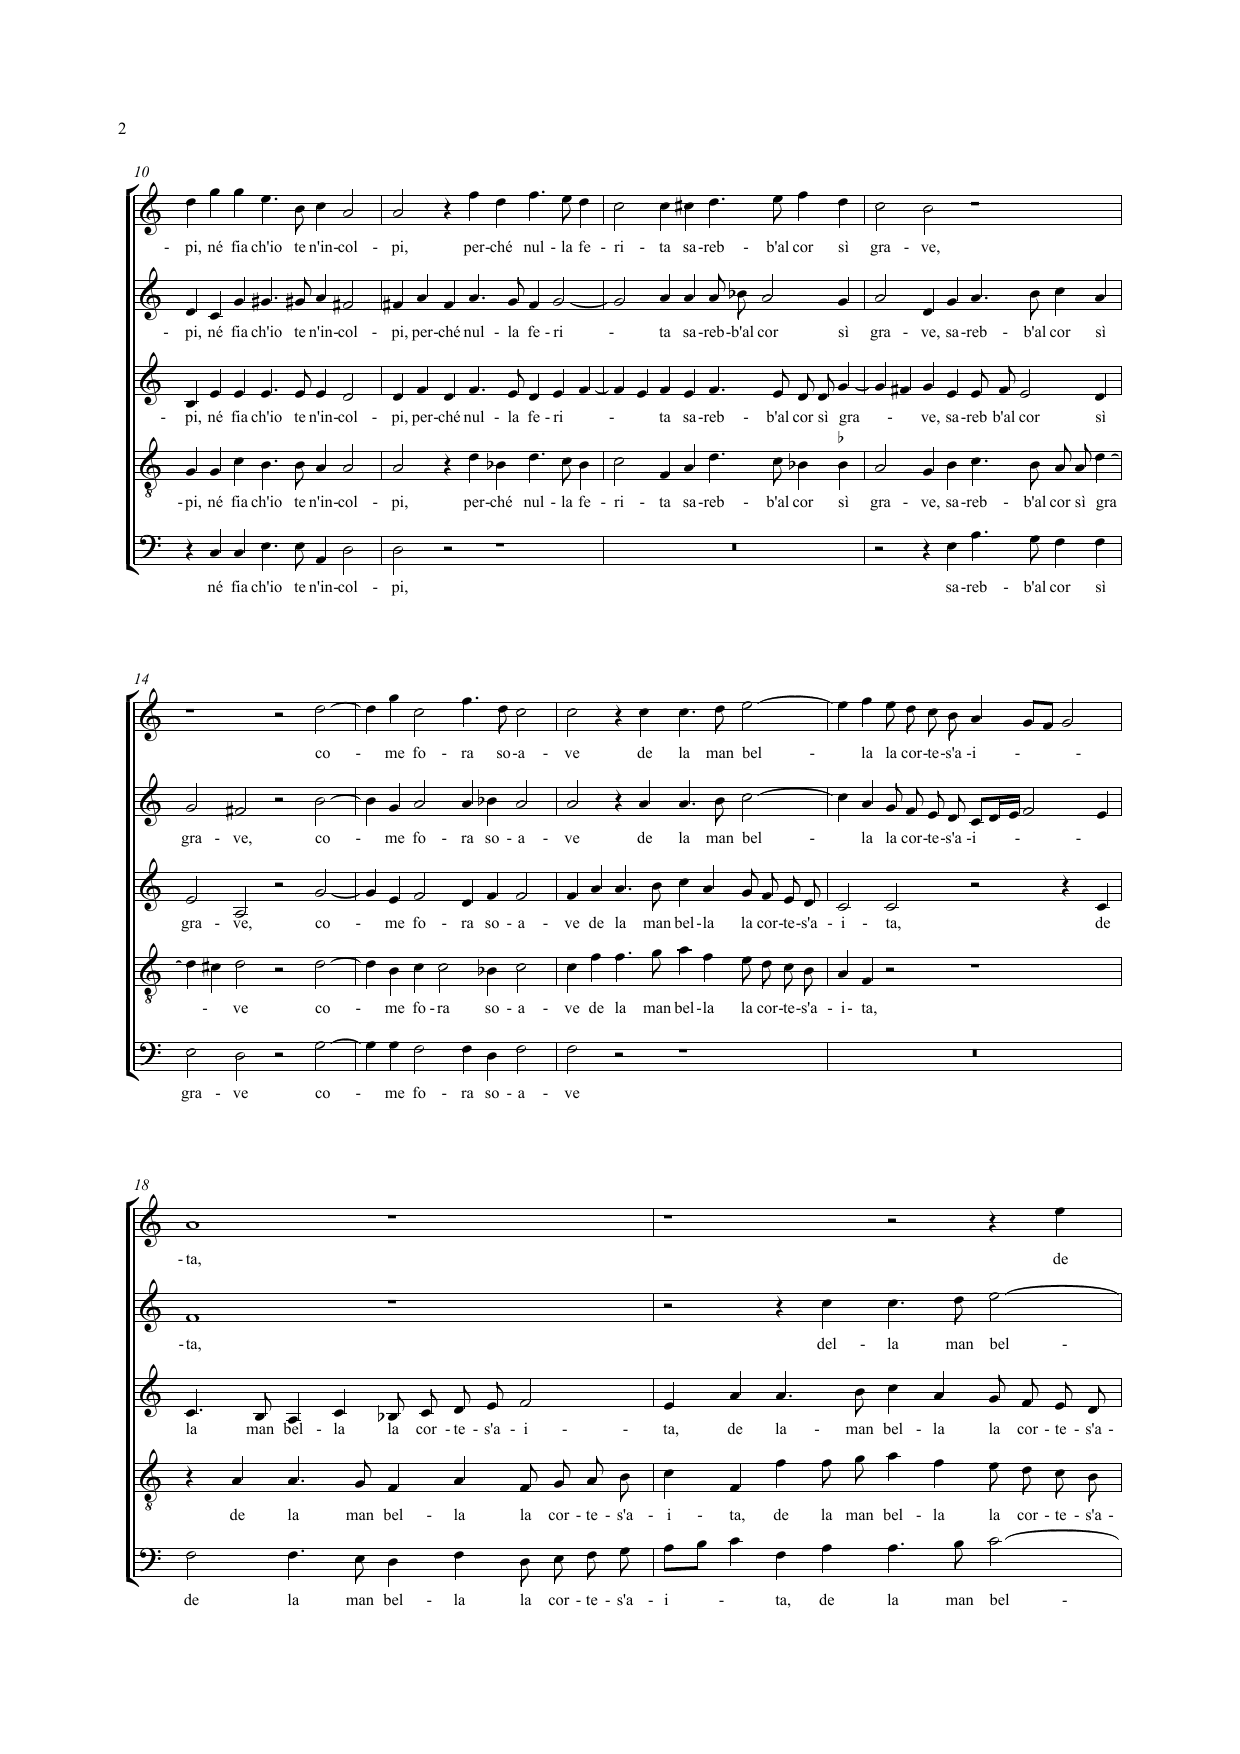 2
10
- pi, né fia ch'io te n'in-col - pi, per-ché nul - la fe - ri - ta sa-reb - b'al cor sì gra - ve,
- pi, né fia ch'io te n'in-col - pi, per-ché nul - la fe - ri - ta sa-reb-b'al cor sì gra - ve, sa-reb - b'al cor sì
- pi, né fia ch'io te n'in-col - pi, per-ché nul - la fe - ri - ta sa-reb - b'al cor sì gra - ve, sa-reb b'al cor sì
8
-pi, né fia ch'io te n'in-col - pi, per-ché nul - la fe - ri - ta sa-reb - b'al cor sì gra - ve, sa-reb - b'al cor sì gra
né fia ch'io te n'in-col - pi, sa-reb - b'al cor sì
14
co - me fo - ra so-a - ve de la man bel - la la cor-te-s'a -i - -
gra - ve, co - me fo - ra so - a - ve de la man bel - la la cor-te-s'a -i - -
gra - ve, co - me fo - ra so - a - ve de la man bel-la la cor-te-s'a - i - ta, de
8
- ve co - me fo-ra so - a - ve de la man bel-la la cor-te-s'a - i- ta,
gra - ve co - me fo - ra so - a - ve
18
- ta, de
- ta, del - la man bel -
la man bel - la la cor - te - s'a - i - - ta, de la - man bel - la la cor - te - s'a -
8
de la man bel - la la cor - te - s'a - i - ta, de la man bel - la la cor - te - s'a -
de la man bel - la la cor - te - s'a - i - ta, de la man bel -